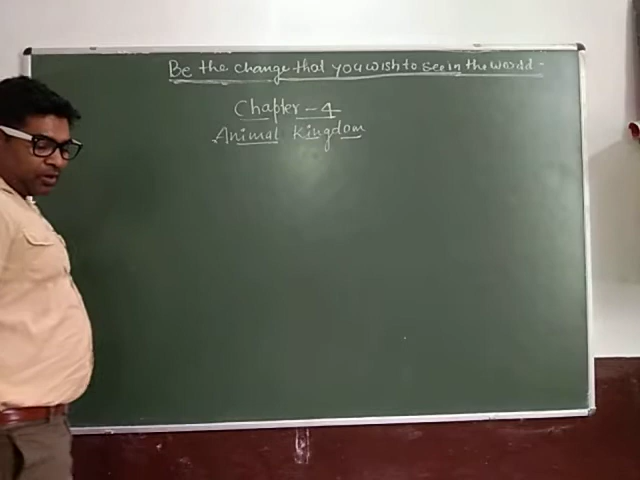 Be the change that you wish to see in the world -
Chapter - 4
Animal Kingdom